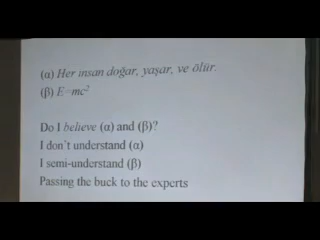 (α) Her insan doğar, yaşar, ve ölür.
(β) E=mc²
Do I believe (α) and (β)?
I don't understand (α)
I semi-understand (β)
Passing the buck to the experts